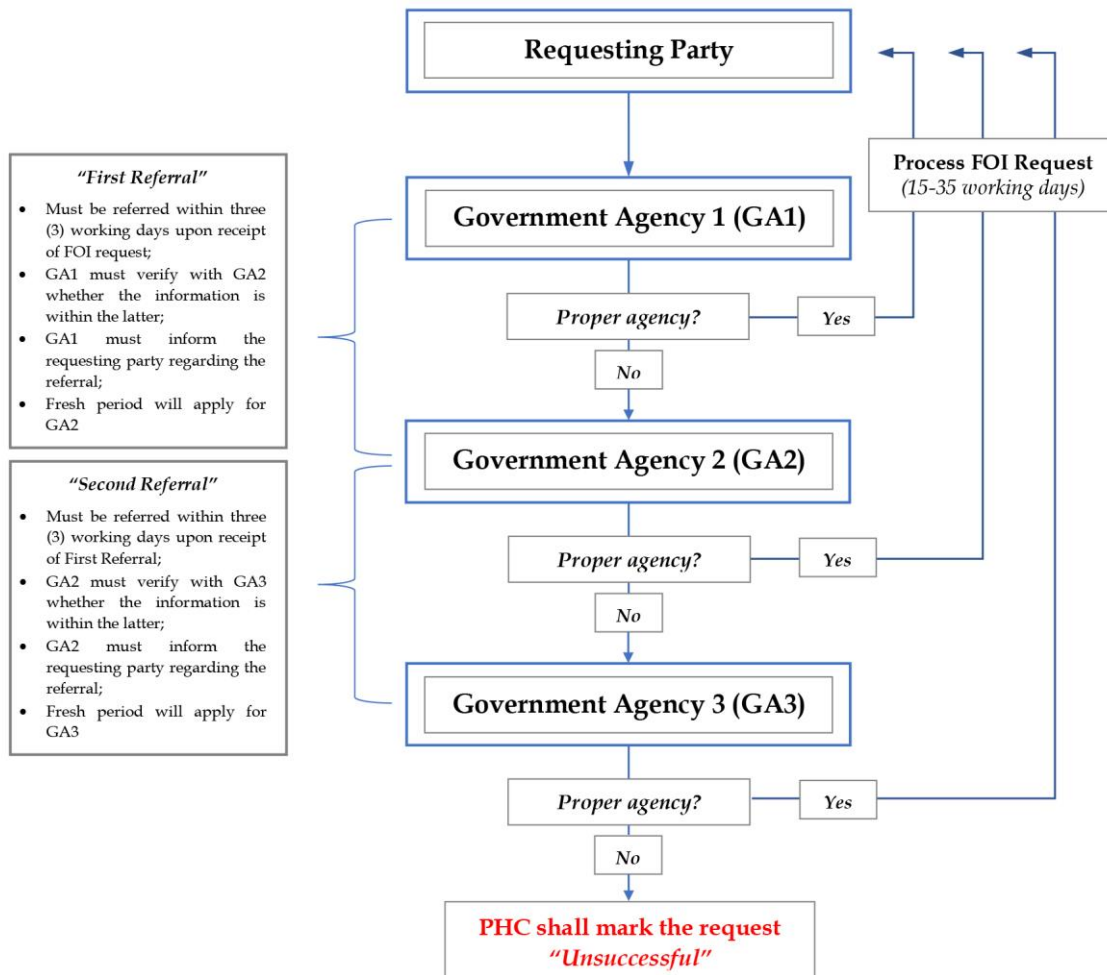 Requesting Party
Process FOI Request
(15-35 working days)
“First Referral”
• Must be referred within three
(3) working days upon receipt
of FOI request;
• GA1 must verify with GA2
whether the information is
within the latter;
• GA1 must inform the
requesting party regarding the
referral;
• Fresh period will apply for
GA2
Government Agency 1 (GA1)
Proper agency?
Yes
No
Government Agency 2 (GA2)
“Second Referral”
• Must be referred within three
(3) working days upon receipt
of First Referral;
• GA2 must verify with GA3
whether the information is
within the latter;
• GA2 must inform the
requesting party regarding the
referral;
• Fresh period will apply for
GA3
Proper agency?
Yes
No
Government Agency 3 (GA3)
Proper agency?
Yes
No
PHC shall mark the request
“Unsuccessful”